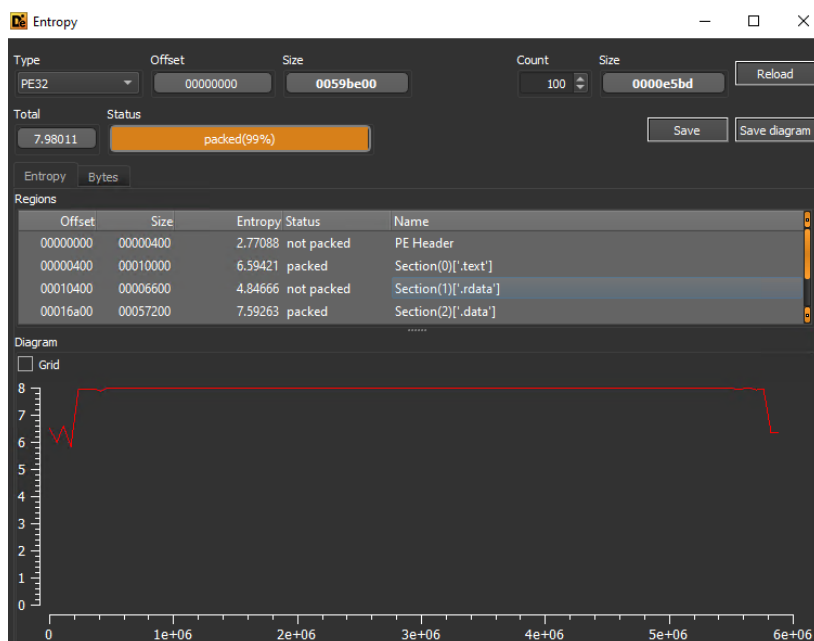 Entropy
Type Offset Size Count Size
PE32 00000000 0059be00 100 0000e5bd Reload
Total Status
7.98011 packed(99%) Save Save diagram
Entropy Bytes
Regions
Offset Size Entropy Status Name
00000000 00000400 2.77088 not packed PE Header
00000400 00010000 6.59421 packed Section(0)['.text']
00010400 00006600 4.84666 not packed Section(1)['.rdata']
00016a00 00057200 7.59263 packed Section(2)['.data']
Diagram
Grid
8
7
6
5
4
3
2
1
0
0 1e+06 2e+06 3e+06 4e+06 5e+06 6e+06